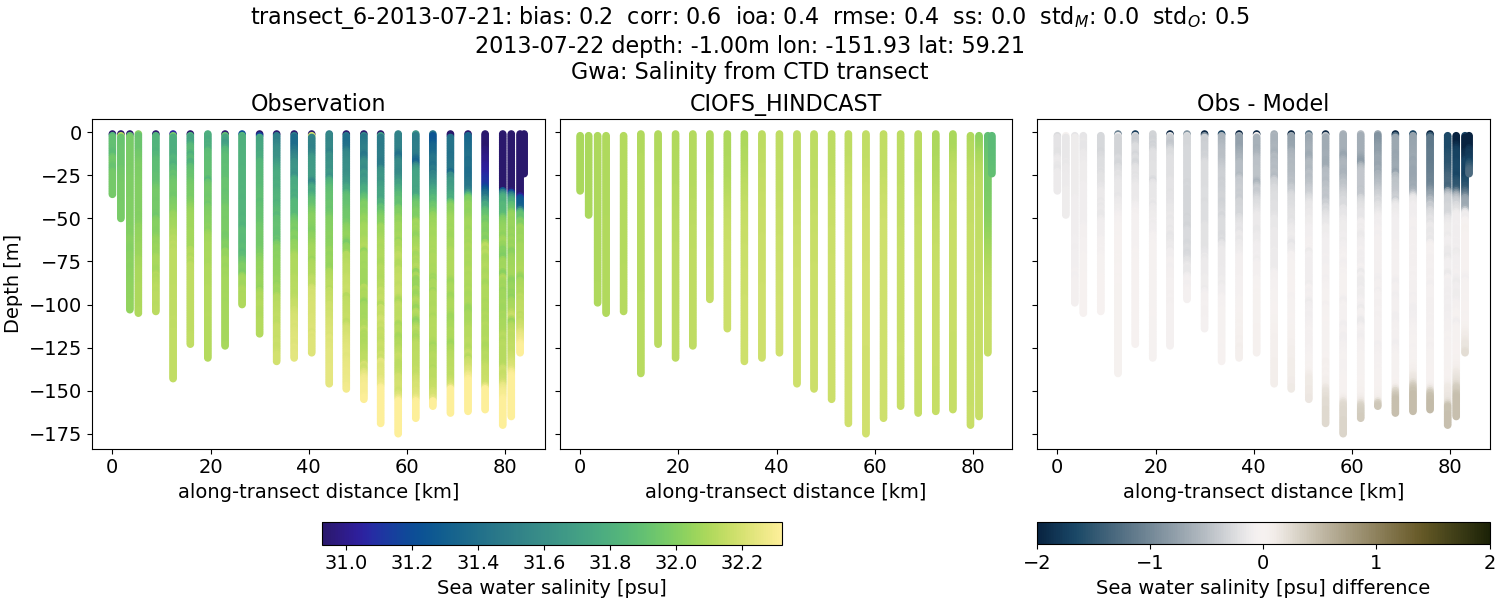 transect_6-2013-07-21: bias: 0.2 corr: 0.6 ioa: 0.4 rmse: 0.4 ss: 0.0 std_M: 0.0 std_O: 0.5
2013-07-22 depth: -1.00m lon: -151.93 lat: 59.21
Gwa: Salinity from CTD transect
Observation
CIOFS_HINDCAST
Obs - Model
Depth [m]
0
−25
−50
−75
−100
−125
−150
−175
0 20 40 60 80
0 20 40 60 80
0 20 40 60 80
along-transect distance [km]
along-transect distance [km]
along-transect distance [km]
31.0 31.2 31.4 31.6 31.8 32.0 32.2
Sea water salinity [psu]
−2 −1 0 1 2
Sea water salinity [psu] difference